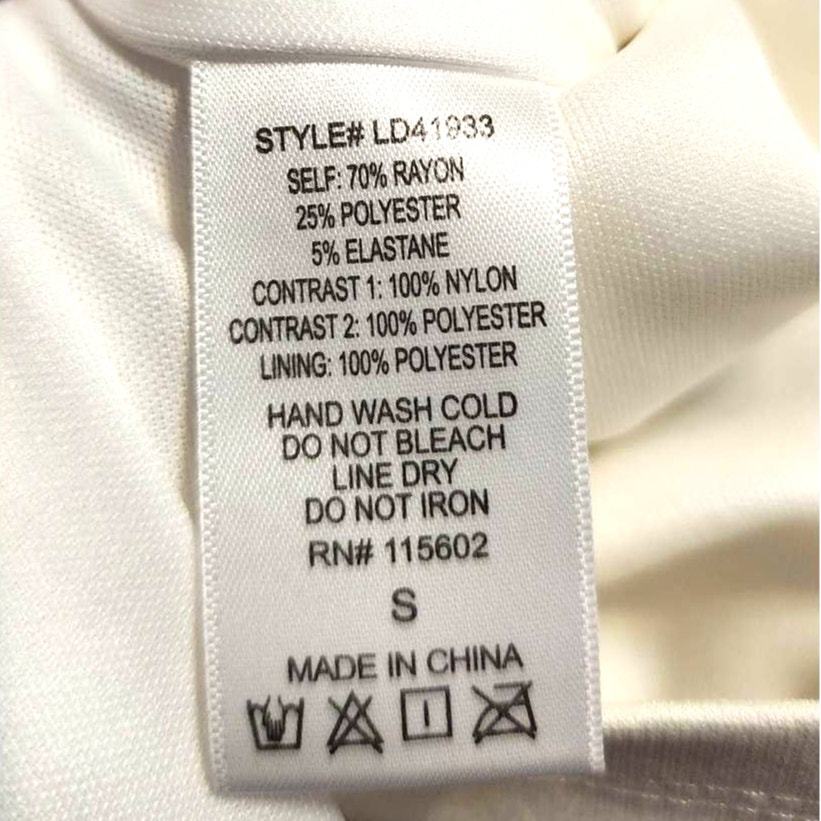 STYLE# LD41933
SELF: 70% RAYON
25% POLYESTER
5% ELASTANE
CONTRAST 1: 100% NYLON
CONTRAST 2: 100% POLYESTER
LINING: 100% POLYESTER
HAND WASH COLD
DO NOT BLEACH
LINE DRY
DO NOT IRON
RN# 115602
S
MADE IN CHINA